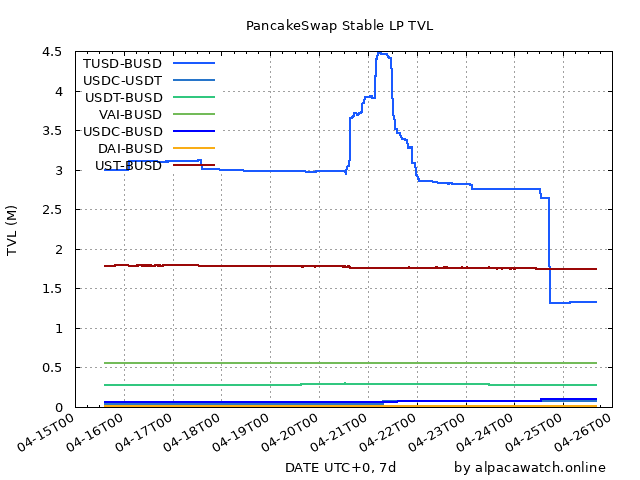 PancakeSwap Stable LP TVL
TVL (M)
4.5
4
3.5
3
2.5
2
1.5
1
0.5
0
TUSD-BUSD
USDC-USDT
USDT-BUSD
VAI-BUSD
USDC-BUSD
DAI-BUSD
UST-BUSD
04-15T00
04-16T00
04-17T00
04-18T00
04-19T00
04-20T00
04-21T00
04-22T00
04-23T00
04-24T00
04-25T00
04-26T00
DATE UTC+0, 7d
by alpacawatch.online